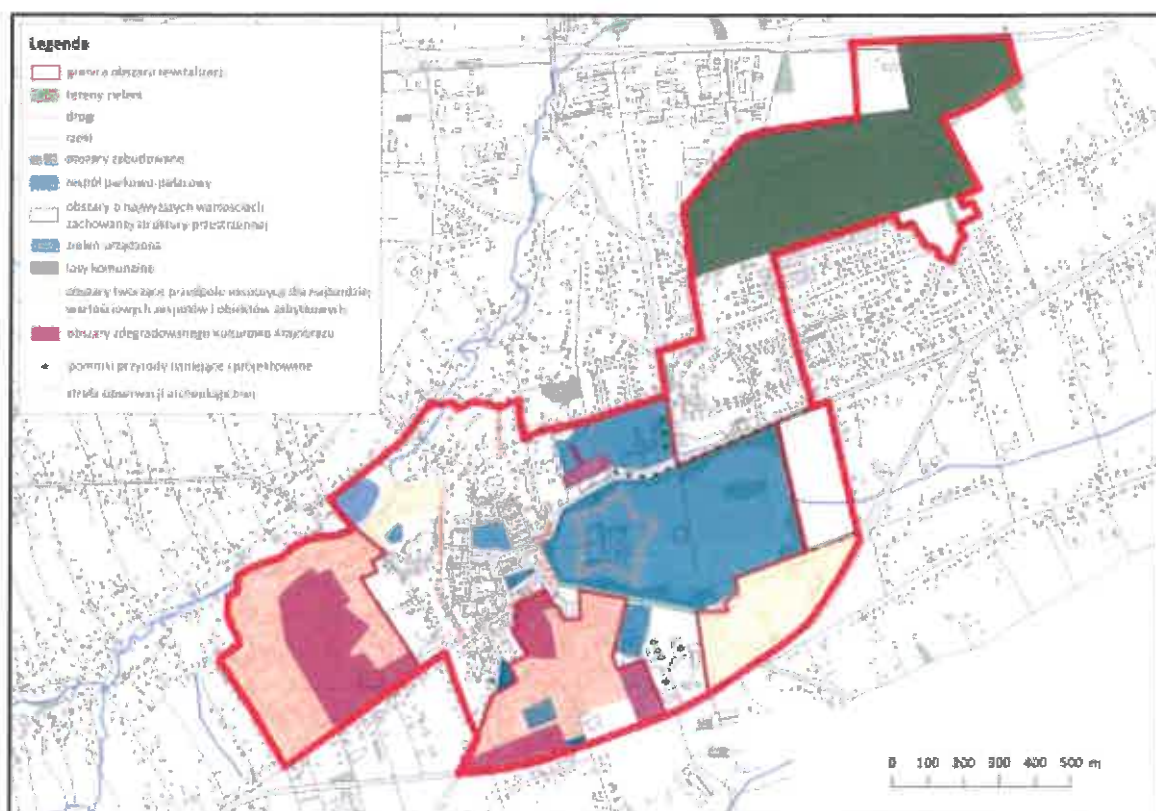 Legenda
granica obszaru rewitalizacji
tereny zielone
drogi
rzeki
obszary zabudowane
zespół parkowo-pałacowy
obszary o najwyższych wartościach
zachowanej struktury przestrzennej
zieleń urządzona
lasy komunalne
obszary tworzące przedpole widokowe dla najbardziej
wartościowych zespołów i obiektów zabytkowych
obszary zdegradowanego kulturowo krajobrazu
pomniki przyrody istniejące i projektowane
strefa obserwacji archeologicznej
0 100 200 300 400 500 m